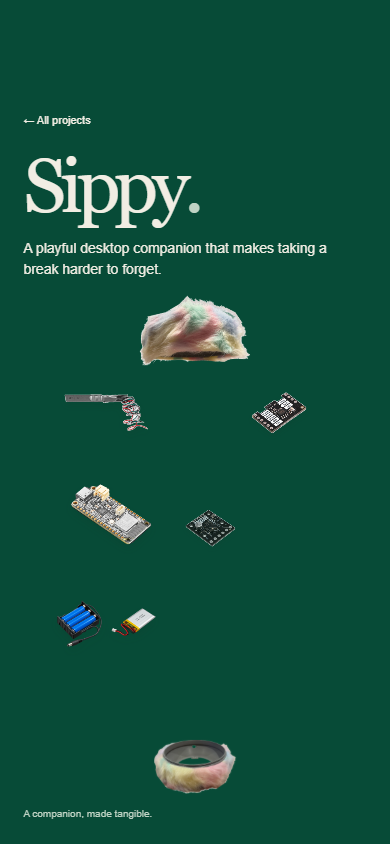 ← All projects
Sippy.
A playful desktop companion that makes taking a
break harder to forget.
A companion, made tangible.